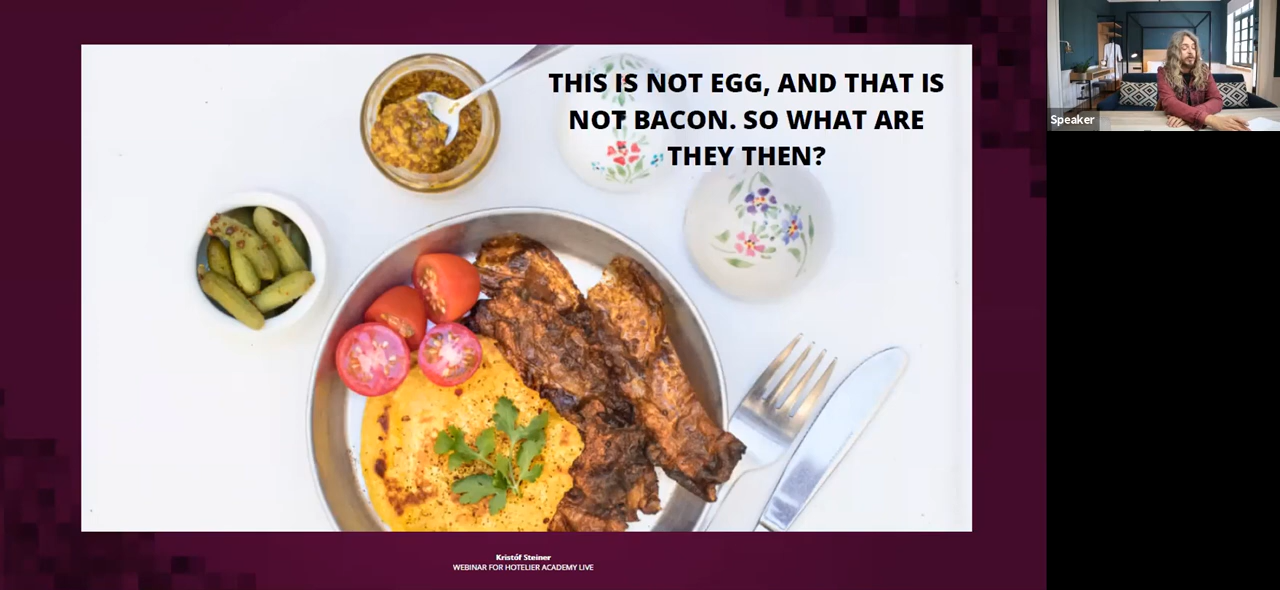 THIS IS NOT EGG, AND THAT IS
NOT BACON. SO WHAT ARE
THEY THEN?
Speaker
Kristóf Steiner
WEBINAR FOR HOTELIER ACADEMY LIVE